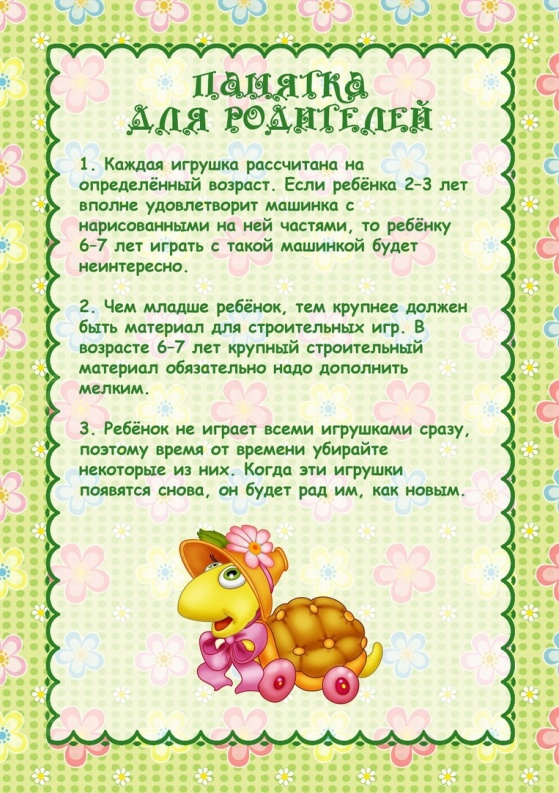 ПАМЯТКА
ДЛЯ РОДИТЕЛЕЙ
1. Каждая игрушка рассчитана на
определённый возраст. Если ребёнка 2–3 лет
вполне удовлетворит машинка с
нарисованными на ней частями, то ребёнку
6–7 лет играть с такой машинкой будет
неинтересно.
2. Чем младше ребёнок, тем крупнее должен
быть материал для строительных игр. В
возрасте 6–7 лет крупный строительный
материал обязательно надо дополнить
мелким.
3. Ребёнок не играет всеми игрушками сразу,
поэтому время от времени убирайте
некоторые из них. Когда эти игрушки
появятся снова, он будет рад им, как новым.